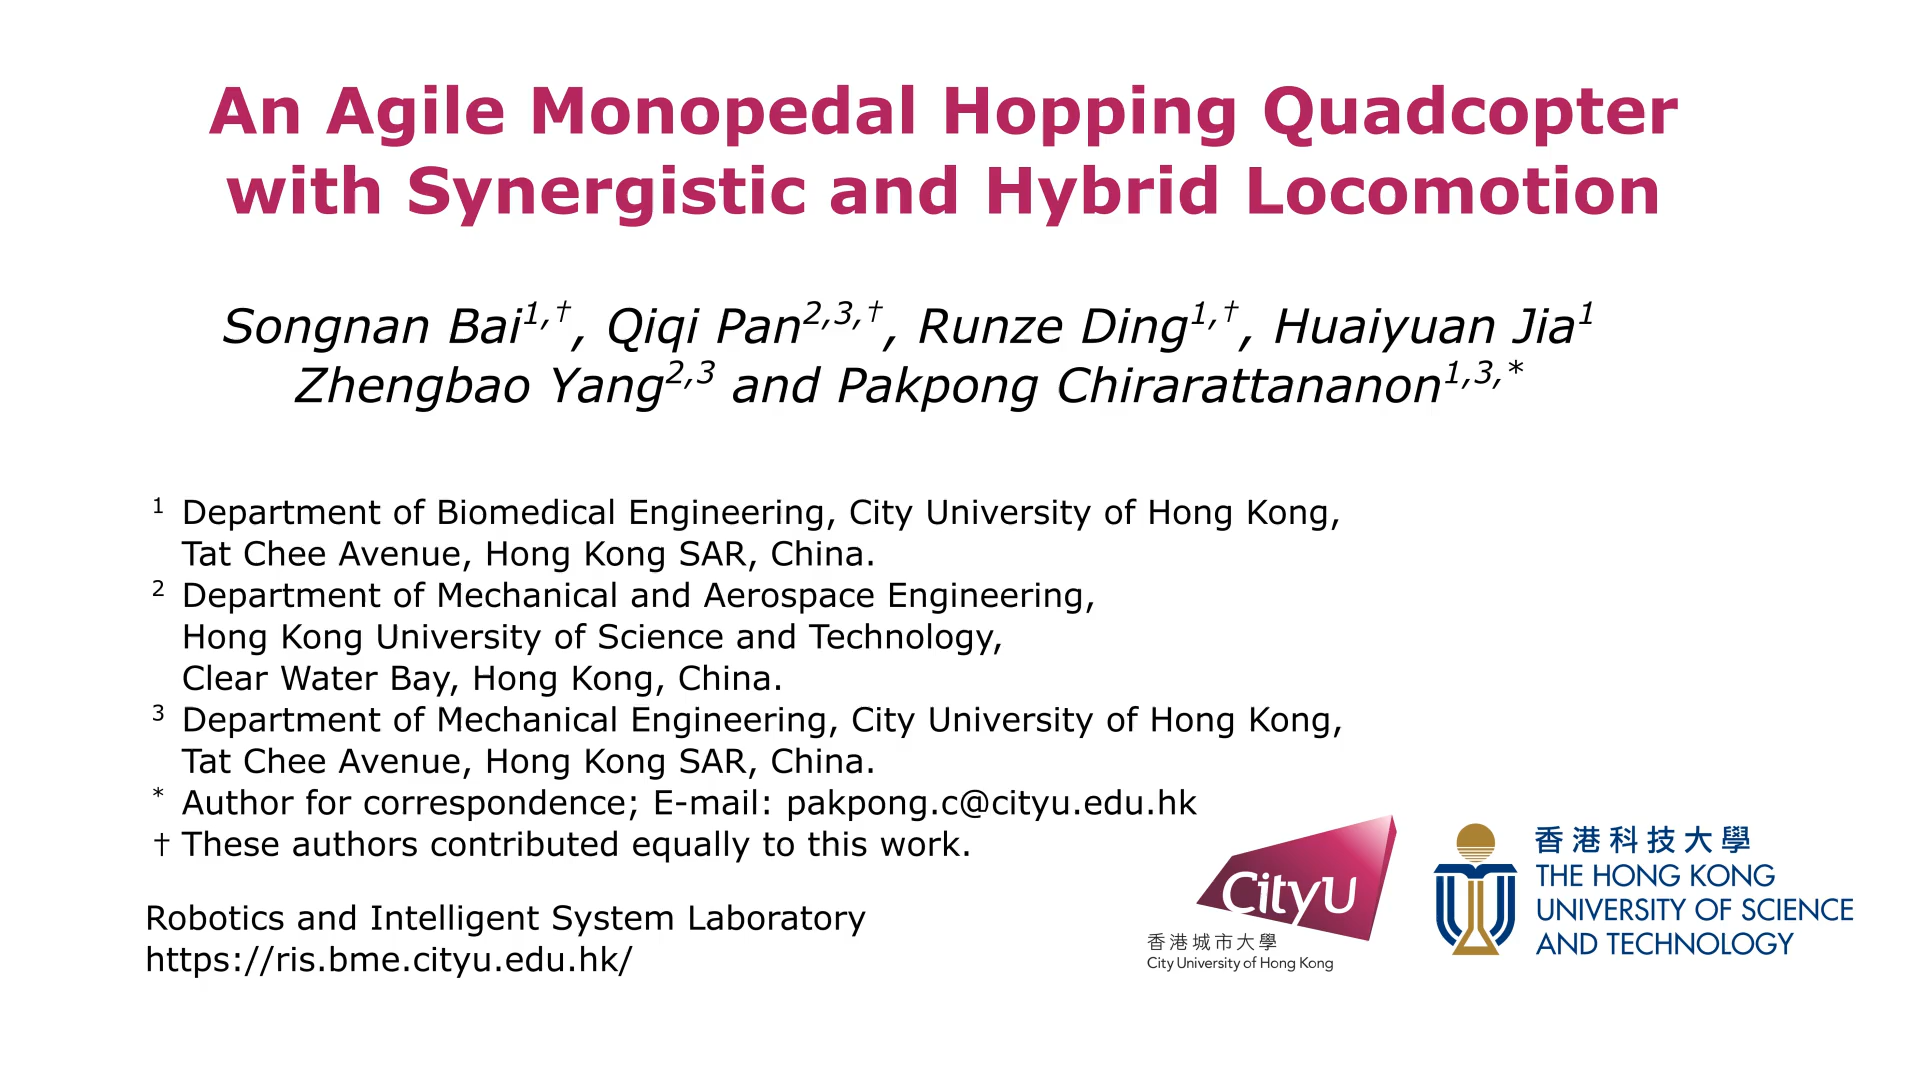 An Agile Monopedal Hopping Quadcopter
with Synergistic and Hybrid Locomotion
Songnan Bai1,†, Qiqi Pan2,3,†, Runze Ding1,†, Huaiyuan Jia1
Zhengbao Yang2,3 and Pakpong Chirarattananon1,3,*
1 Department of Biomedical Engineering, City University of Hong Kong,
Tat Chee Avenue, Hong Kong SAR, China.
2 Department of Mechanical and Aerospace Engineering,
Hong Kong University of Science and Technology,
Clear Water Bay, Hong Kong, China.
3 Department of Mechanical Engineering, City University of Hong Kong,
Tat Chee Avenue, Hong Kong SAR, China.
* Author for correspondence; E-mail: pakpong.c@cityu.edu.hk
† These authors contributed equally to this work.
Robotics and Intelligent System Laboratory
https://ris.bme.cityu.edu.hk/
CityU
香港城市大學
City University of Hong Kong
香港科技大學
THE HONG KONG
UNIVERSITY OF SCIENCE
AND TECHNOLOGY